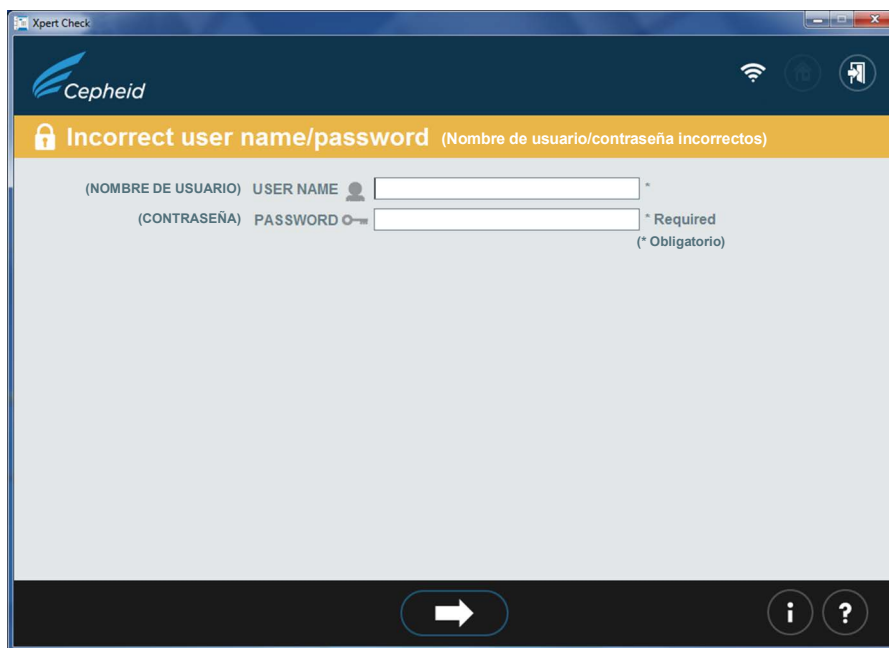 Xpert Check
Cepheid
Incorrect user name/password (Nombre de usuario/contraseña incorrectos)
(NOMBRE DE USUARIO) USER NAME *
(CONTRASEÑA) PASSWORD * Required
(* Obligatorio)
i ?